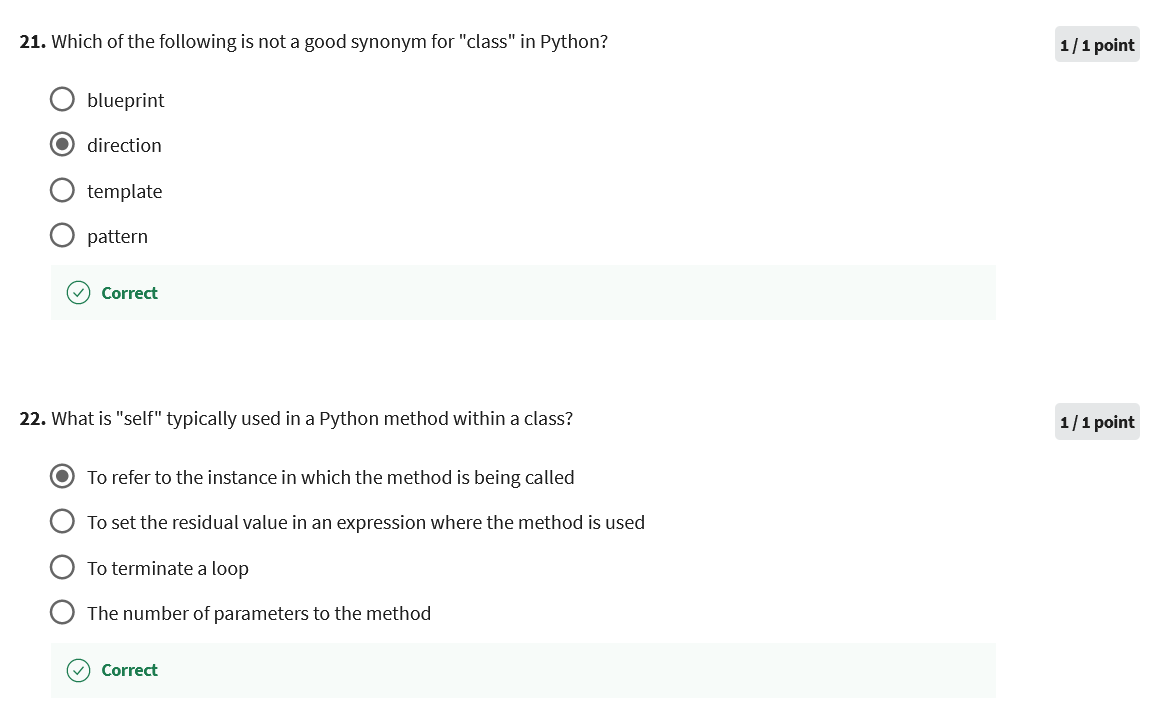 21. Which of the following is not a good synonym for "class" in Python?
1 / 1 point
blueprint
direction
template
pattern
Correct
22. What is "self" typically used in a Python method within a class?
1 / 1 point
To refer to the instance in which the method is being called
To set the residual value in an expression where the method is used
To terminate a loop
The number of parameters to the method
Correct